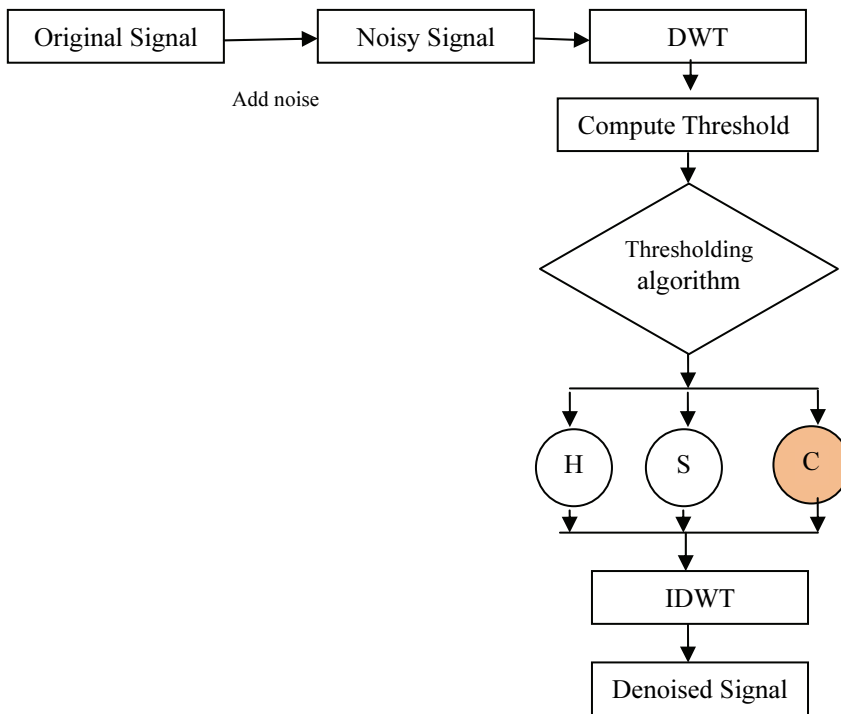 Original Signal
Noisy Signal
DWT
Add noise
Compute Threshold
Thresholding
algorithm
H
S
C
IDWT
Denoised Signal